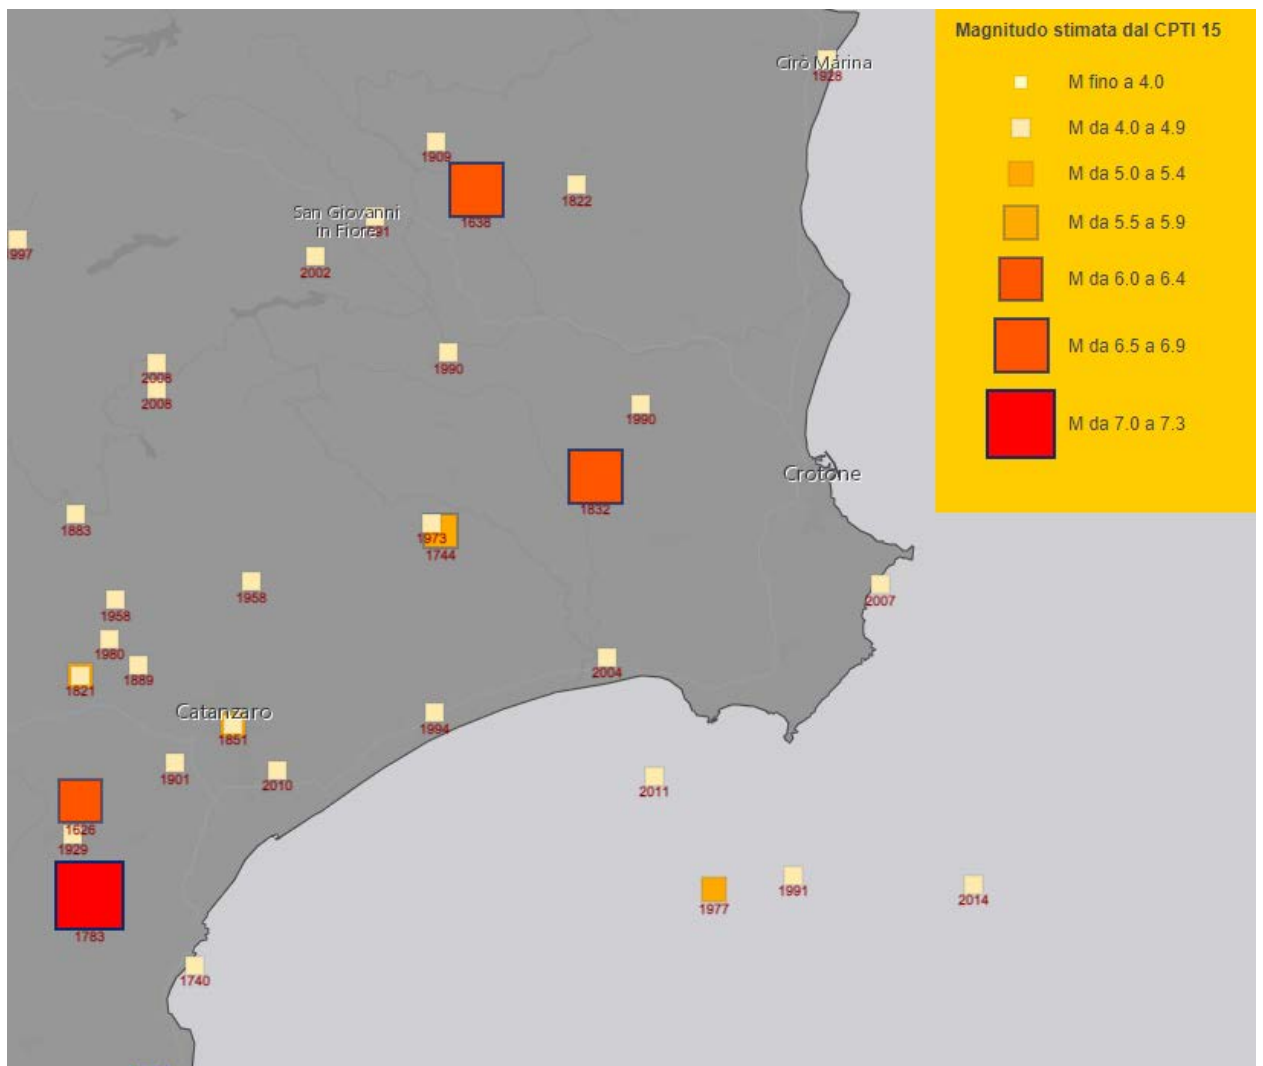 Magnitudo stimata dal CPTI 15
M fino a 4.0
M da 4.0 a 4.9
M da 5.0 a 5.4
M da 5.5 a 5.9
M da 6.0 a 6.4
M da 6.5 a 6.9
M da 7.0 a 7.3
Cirò Marina
1928
1909
1822
1638
San Giovanni
in Fiore
91
997
2002
1990
2008
1990
Crotone
1832
1883
1973
1744
1958
2007
1958
1980
1889
2004
1821
Catanzaro
1994
1851
1901
2010
2011
1626
1929
1991
2014
1977
1783
1740